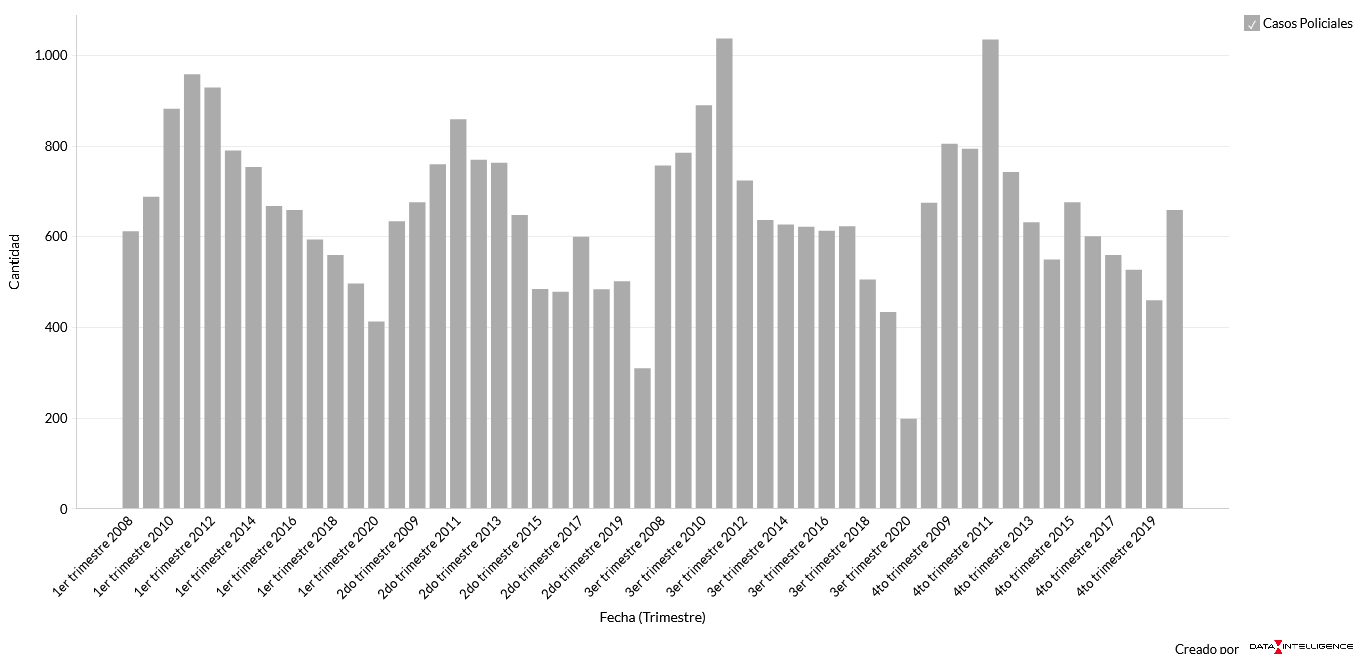 Casos Policiales
1.000
800
600
400
200
0
Cantidad
1er trimestre 2008
1er trimestre 2010
1er trimestre 2012
1er trimestre 2014
1er trimestre 2016
1er trimestre 2018
1er trimestre 2020
2do trimestre 2009
2do trimestre 2011
2do trimestre 2013
2do trimestre 2015
2do trimestre 2017
2do trimestre 2019
3er trimestre 2008
3er trimestre 2010
3er trimestre 2012
3er trimestre 2014
3er trimestre 2016
3er trimestre 2018
3er trimestre 2020
4to trimestre 2009
4to trimestre 2011
4to trimestre 2013
4to trimestre 2015
4to trimestre 2017
4to trimestre 2019
Fecha (Trimestre)
Creado por DATA INTELLIGENCE